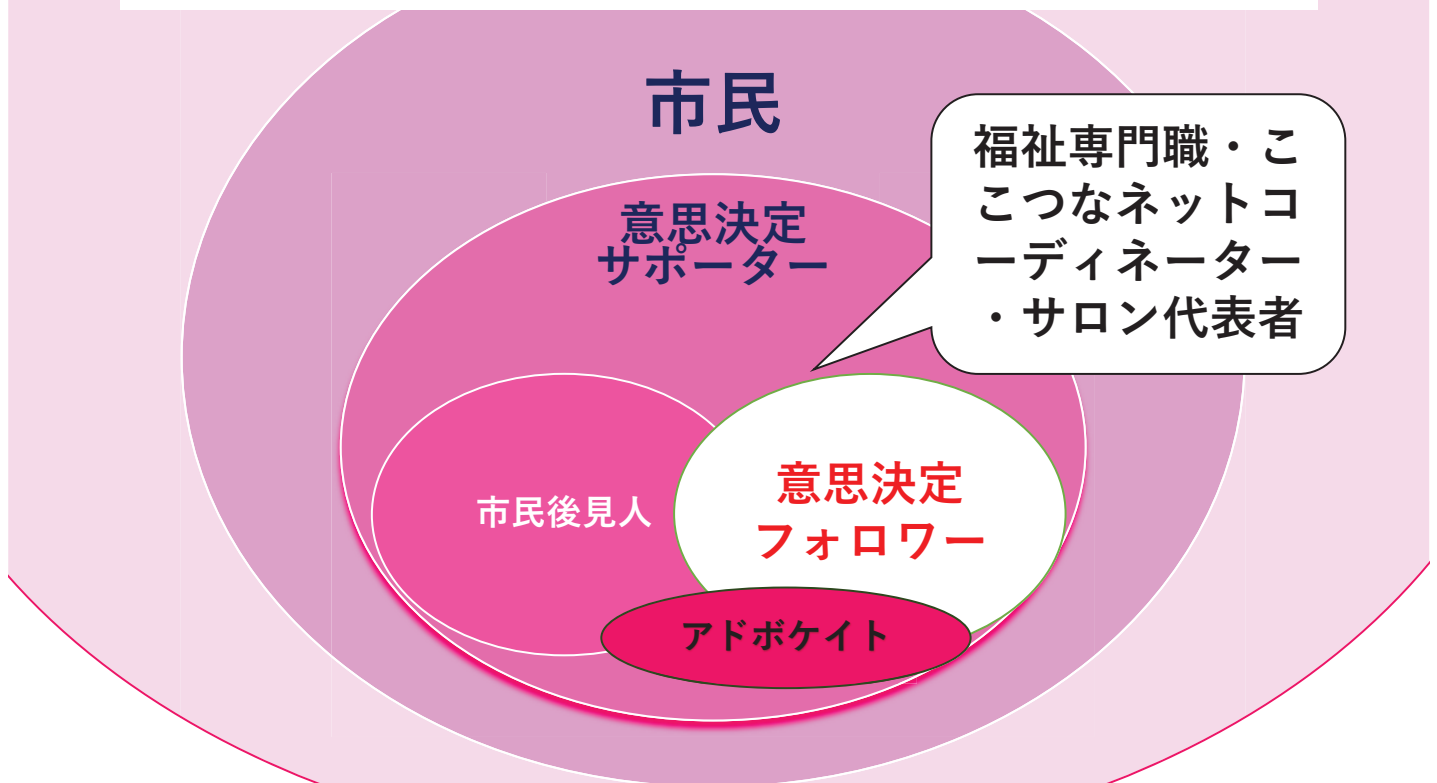 市民
福祉専門職・こ
こつなネットコ
ーディネーター
・サロン代表者
意思決定
サポーター
市民後見人
意思決定
フォロワー
アドボケイト